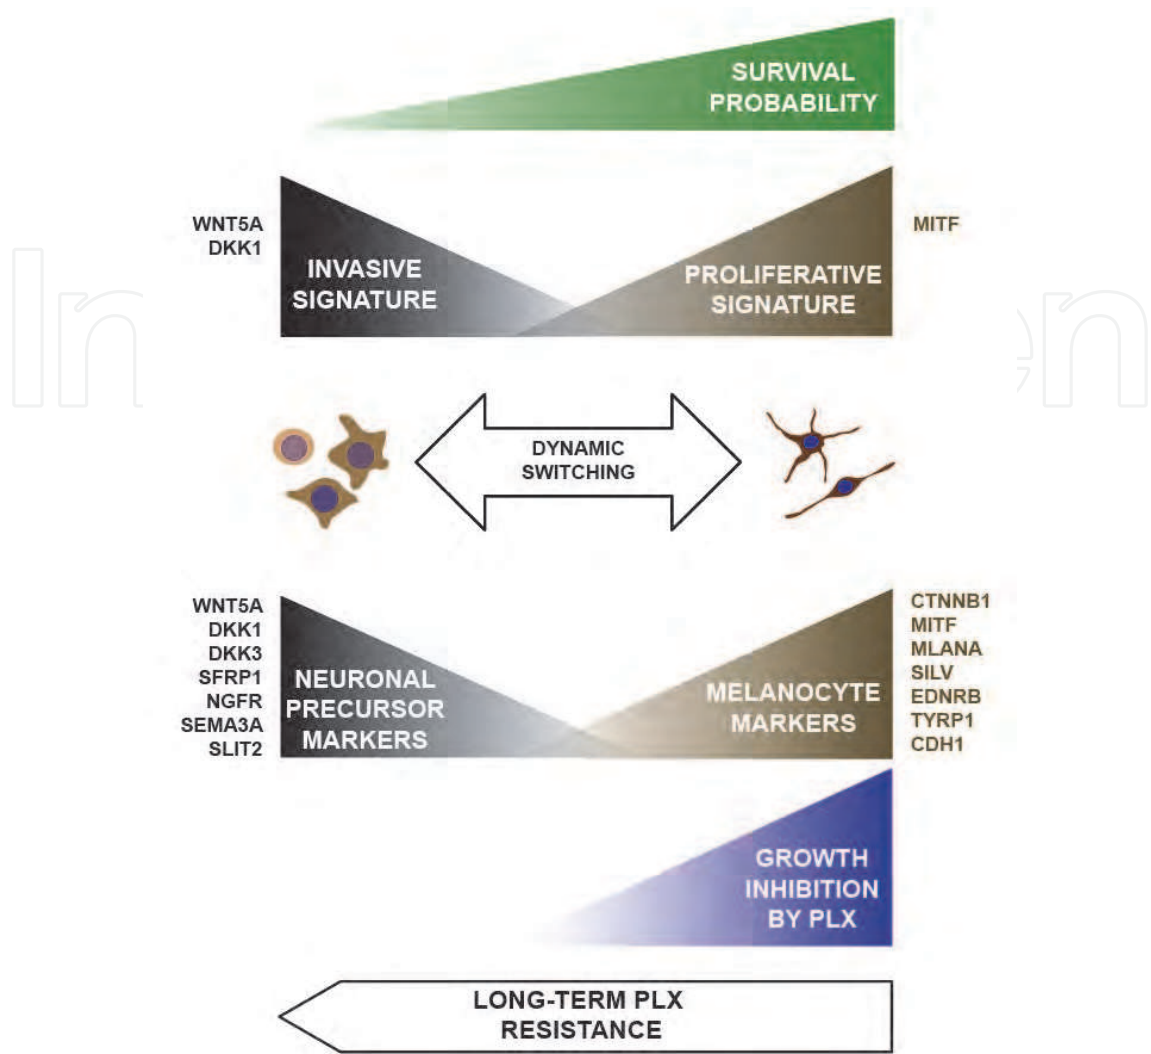 SURVIVAL
PROBABILITY
WNT5A
DKK1
INVASIVE
SIGNATURE
PROLIFERATIVE
SIGNATURE
MITF
DYNAMIC
SWITCHING
WNT5A
DKK1
DKK3
SFRP1
NGFR
SEMA3A
SLIT2
NEURONAL
PRECURSOR
MARKERS
MELANOCYTE
MARKERS
CTNNB1
MITF
MLANA
SILV
EDNRB
TYRP1
CDH1
GROWTH
INHIBITION
BY PLX
LONG-TERM PLX
RESISTANCE